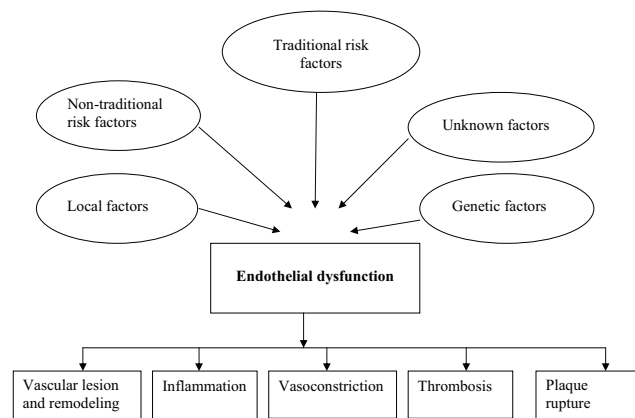 Traditional risk
factors
Non-traditional
risk factors
Unknown factors
Local factors
Genetic factors
Endothelial dysfunction
Vascular lesion
and remodeling
Inflammation
Vasoconstriction
Thrombosis
Plaque
rupture